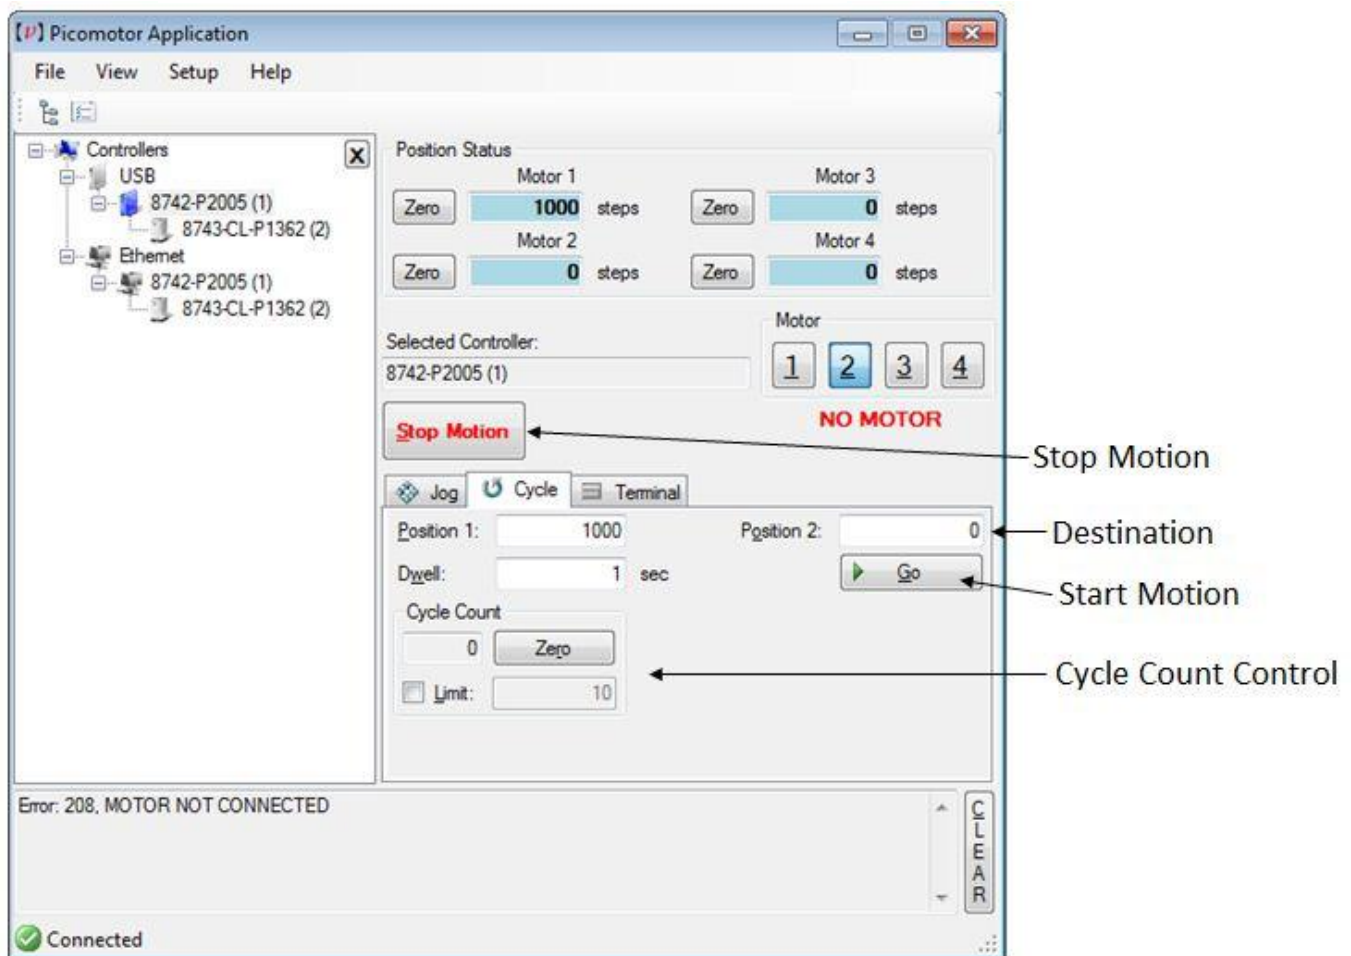 [ν] Picomotor Application
File View Setup Help
Controllers
USB
8742-P2005 (1)
8743-CL-P1362 (2)
Ethernet
8742-P2005 (1)
8743-CL-P1362 (2)
X
Position Status
Motor 1 Motor 3
Zero 1000 steps Zero 0 steps
Motor 2 Motor 4
Zero 0 steps Zero 0 steps
Selected Controller:
8742-P2005 (1)
Motor
1 2 3 4
Stop Motion
NO MOTOR
Jog Cycle Terminal
Position 1: 1000 Position 2: 0
Dwell: 1 sec Go
Cycle Count
0 Zero
Limit: 10
Stop Motion
Destination
Start Motion
Cycle Count Control
Error: 208, MOTOR NOT CONNECTED
CLEAR
Connected